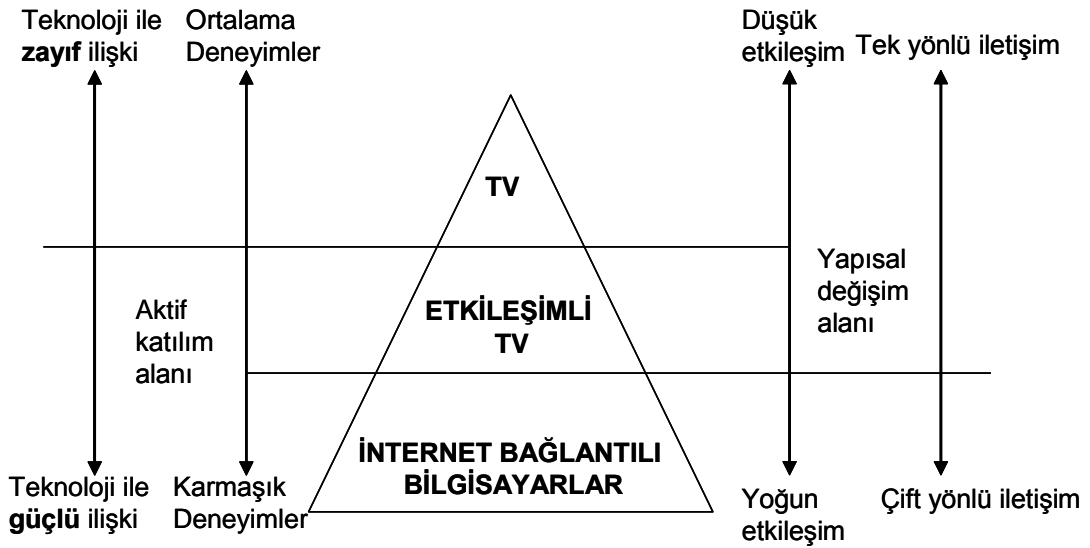 Teknoloji ile
zayıf ilişki
Ortalama
Deneyimler
Düşük
etkileşim
Tek yönlü iletişim
TV
Aktif
katılım
alanı
ETKİLEŞİMLİ
TV
Yapısal
değişim
alanı
İNTERNET BAĞLANTILI
BİLGİSAYARLAR
Teknoloji ile
güçlü ilişki
Karmaşık
Deneyimler
Yoğun
etkileşim
Çift yönlü iletişim